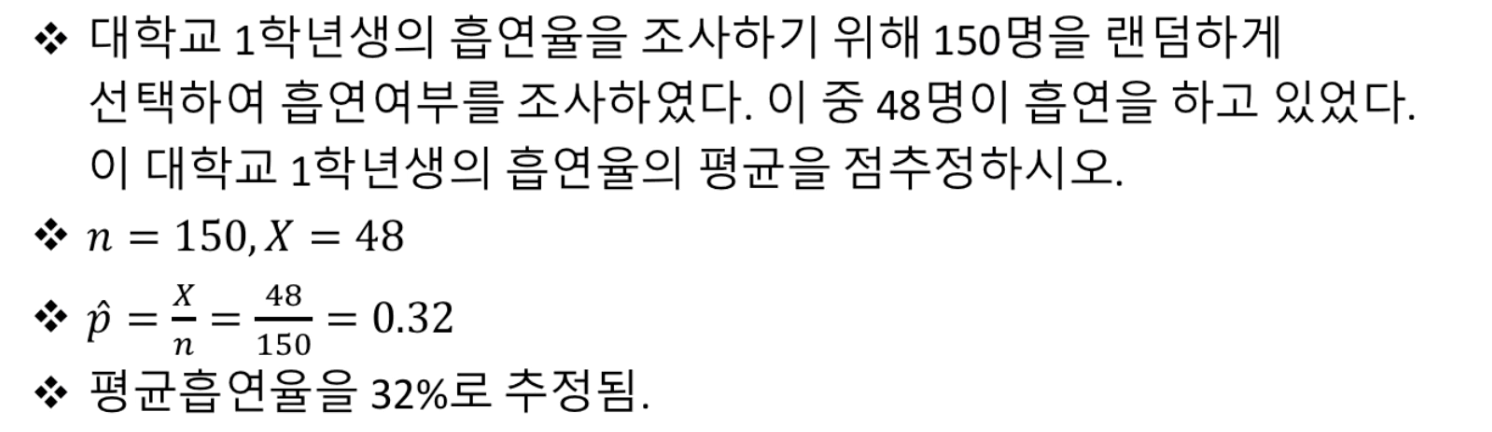 ❖ 대학교 1학년생의 흡연율을 조사하기 위해 150명을 랜덤하게
선택하여 흡연여부를 조사하였다. 이 중 48명이 흡연을 하고 있었다.
이 대학교 1학년생의 흡연율의 평균을 점추정하시오.
❖ n = 150, X = 48
❖ p̂ = X/n = 48/150 = 0.32
❖ 평균흡연율을 32%로 추정됨.